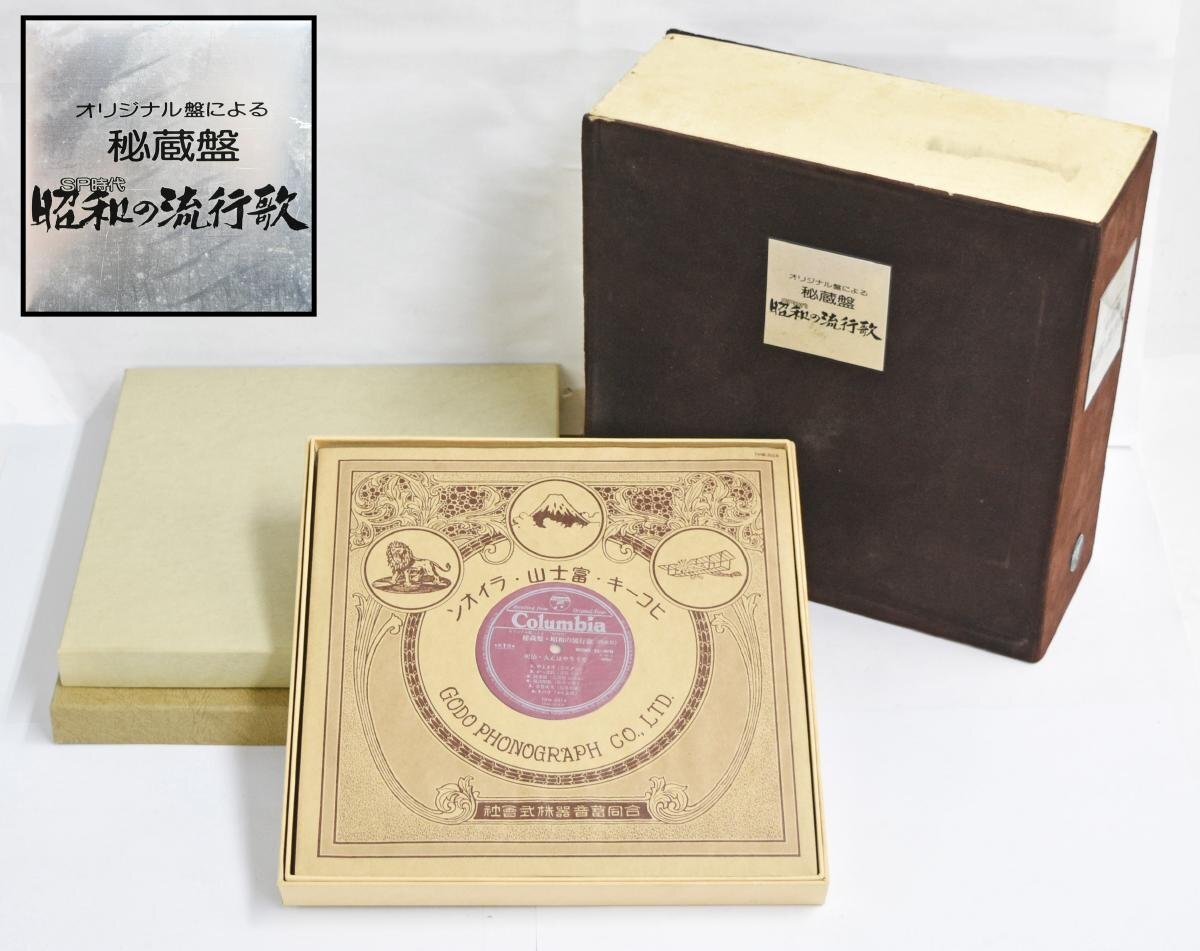 オリジナル盤による
秘蔵盤
SP時代
昭和の流行歌
オリジナル盤による
秘蔵盤
昭和の流行歌
ンオイラ・山士富・キーコヒ
Columbia
GODO PHONOGRAPH CO., LTD.
社會式株器音蓄同合